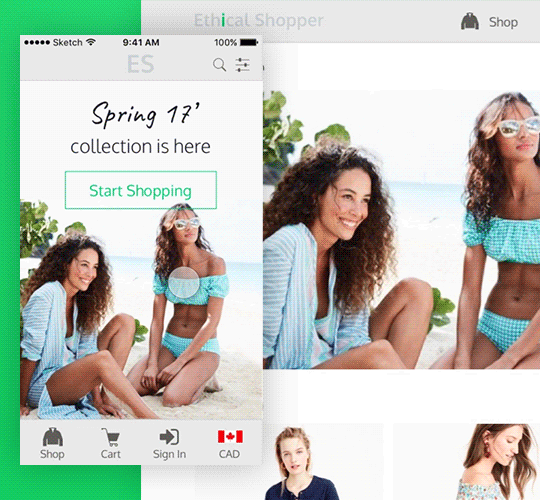 Ethical Shopper
Shop
Sketch
9:41 AM
100%
ES
Spring 17’
collection is here
Start Shopping
Shop
Cart
Sign In
CAD